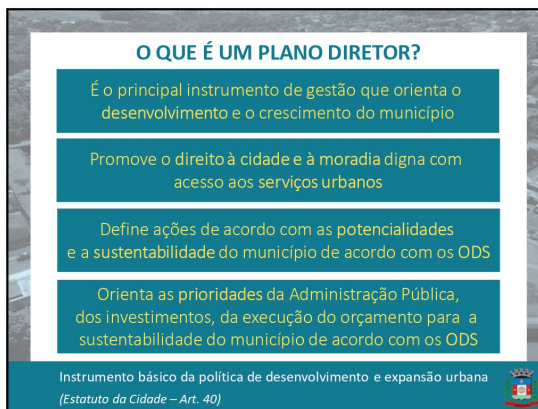 O QUE É UM PLANO DIRETOR?
É o principal instrumento de gestão que orienta o
desenvolvimento e o crescimento do município
Promove o direito à cidade e à moradia digna com
acesso aos serviços urbanos
Define ações de acordo com as potencialidades
e a sustentabilidade do município de acordo com os ODS
Orienta as prioridades da Administração Pública,
dos investimentos, da execução do orçamento para a
sustentabilidade do município de acordo com os ODS
Instrumento básico da política de desenvolvimento e expansão urbana
(Estatuto da Cidade – Art. 40)